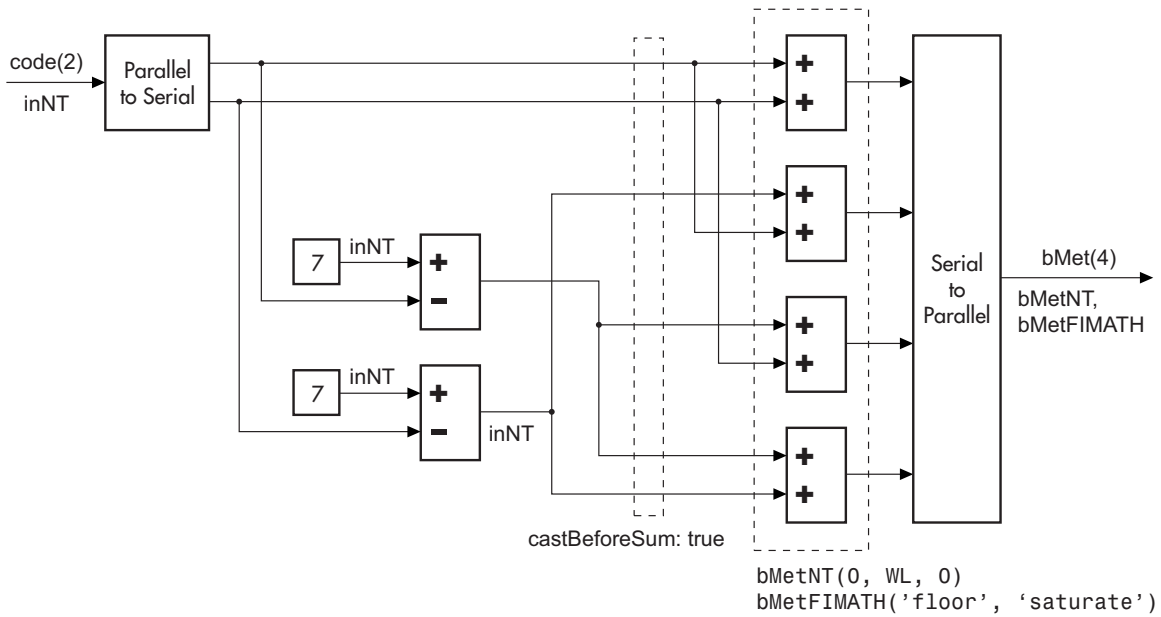 code(2)
inNT
Parallel
to Serial
+
+
+
+
7
inNT
+
−
Serial
to
Parallel
bMet(4)
bMetNT,
bMetFIMATH
+
+
7
inNT
+
−
inNT
+
+
castBeforeSum: true
bMetNT(0, WL, 0)
bMetFIMATH('floor', 'saturate')